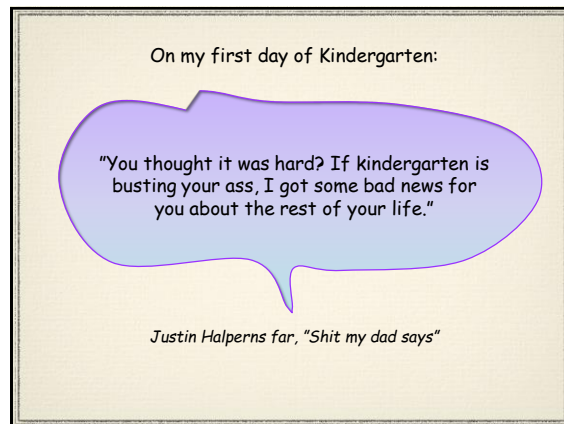 On my first day of Kindergarten:
”You thought it was hard? If kindergarten is
busting your ass, I got some bad news for
you about the rest of your life.”
Justin Halperns far, ”Shit my dad says”